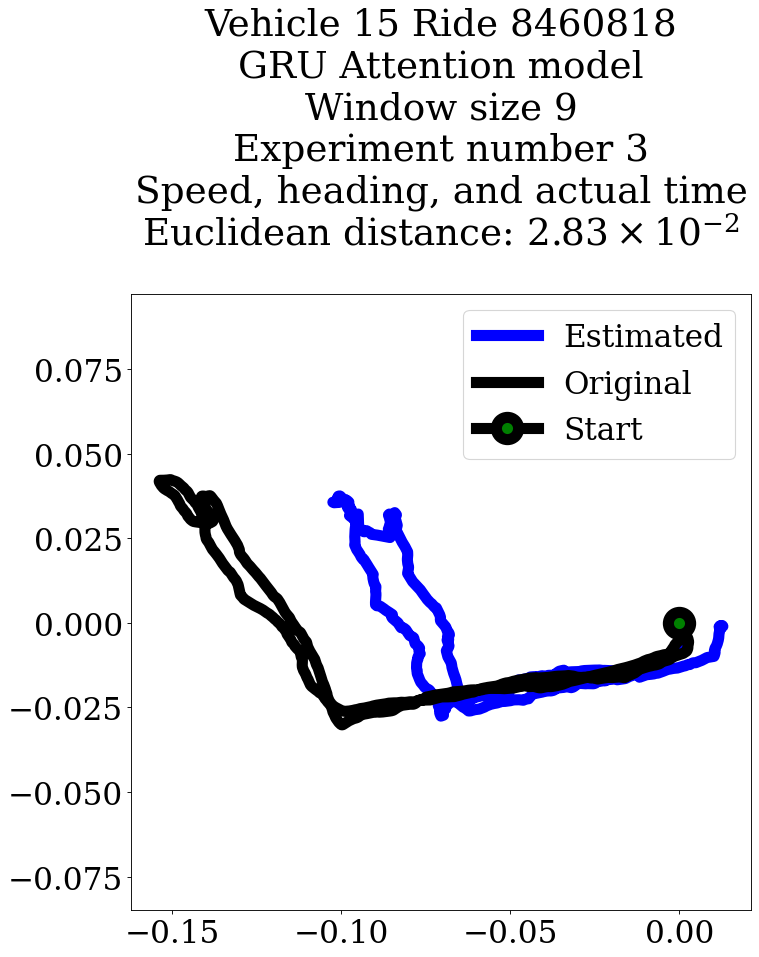 Vehicle 15 Ride 8460818
GRU Attention model
Window size 9
Experiment number 3
Speed, heading, and actual time
Euclidean distance: 2.83 × 10⁻²
Estimated
Original
Start
0.075
0.050
0.025
0.000
−0.025
−0.050
−0.075
−0.15
−0.10
−0.05
0.00